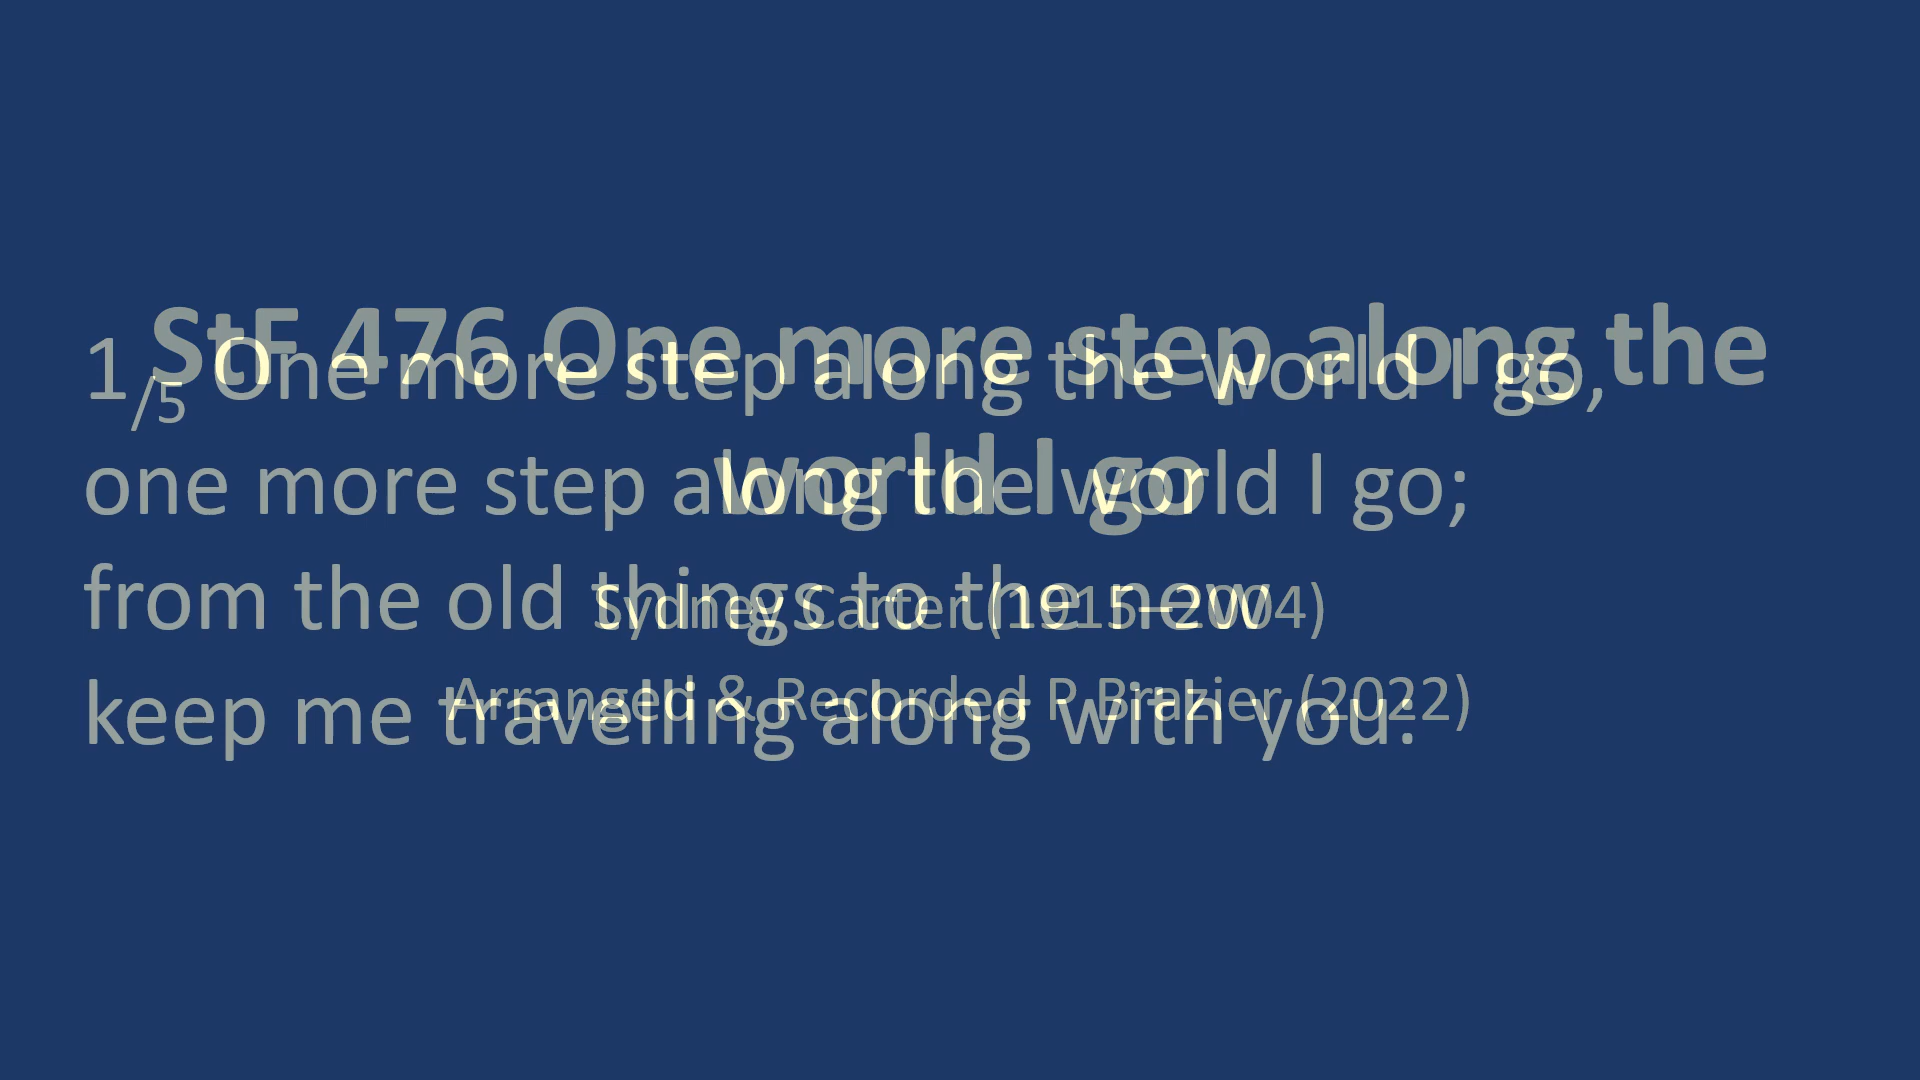 StF 476 One more step along the
world I go
Sydney Carter (1915–2004)
Arranged & Recorded P Brazier (2022)
1/5 One more step along the world I go,
one more step along the world I go;
from the old things to the new
keep me travelling along with you: